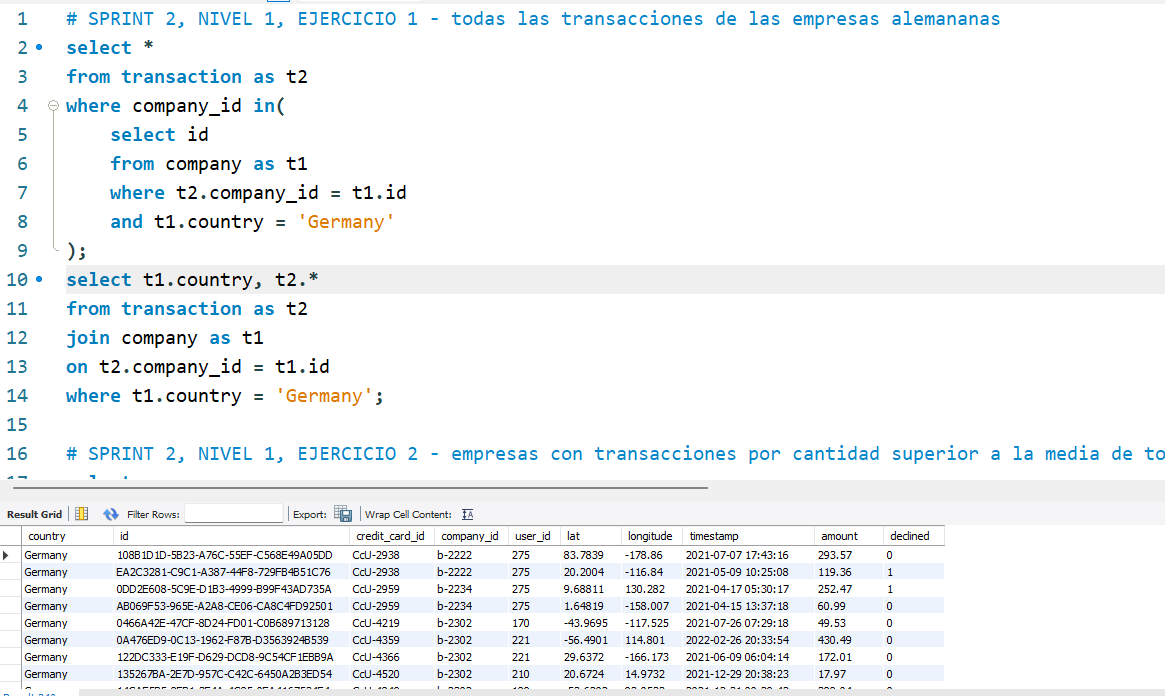 1 # SPRINT 2, NIVEL 1, EJERCICIO 1 - todas las transacciones de las empresas alemananas
2 select *
3 from transaction as t2
4 where company_id in(
5 select id
6 from company as t1
7 where t2.company_id = t1.id
8 and t1.country = 'Germany'
9 );
10 select t1.country, t2.*
11 from transaction as t2
12 join company as t1
13 on t2.company_id = t1.id
14 where t1.country = 'Germany';
15
16 # SPRINT 2, NIVEL 1, EJERCICIO 2 - empresas con transacciones por cantidad superior a la media de to
Result Grid Filter Rows: Export: Wrap Cell Content:
country id credit_card_id company_id user_id lat longitude timestamp amount declined
Germany 108B1D1D-5B23-A76C-55EF-C568E49A05DD CcU-2938 b-2222 275 83.7839 -178.86 2021-07-07 17:43:16 293.57 0
Germany EA2C3281-C9C1-A387-44F8-729FB4B51C76 CcU-2938 b-2222 275 20.2004 -116.84 2021-05-09 10:25:08 119.36 1
Germany 0DD2E608-5C9E-D1B3-4999-B99F43AD735A CcU-2959 b-2234 275 9.68811 130.282 2021-04-17 05:30:17 252.47 1
Germany AB069F53-965E-A2A8-CE06-CA8C4FD92501 CcU-2959 b-2234 275 1.64819 -158.007 2021-04-15 13:37:18 60.99 0
Germany 0466A42E-47CF-8D24-FD01-C0B689713128 CcU-4219 b-2302 170 -43.9695 -117.525 2021-07-26 07:29:18 49.53 0
Germany 0A476ED9-0C13-1962-F87B-D3563924B539 CcU-4359 b-2302 221 -56.4901 114.801 2022-02-26 20:33:54 430.49 0
Germany 122DC333-E19F-D629-DCD8-9C54CF1EBB9A CcU-4366 b-2302 221 29.6372 -166.173 2021-06-09 06:04:14 172.01 0
Germany 135267BA-2E7D-957C-C42C-6450A2B3ED54 CcU-4520 b-2302 210 20.6724 14.9732 2021-12-29 20:38:23 17.97 0